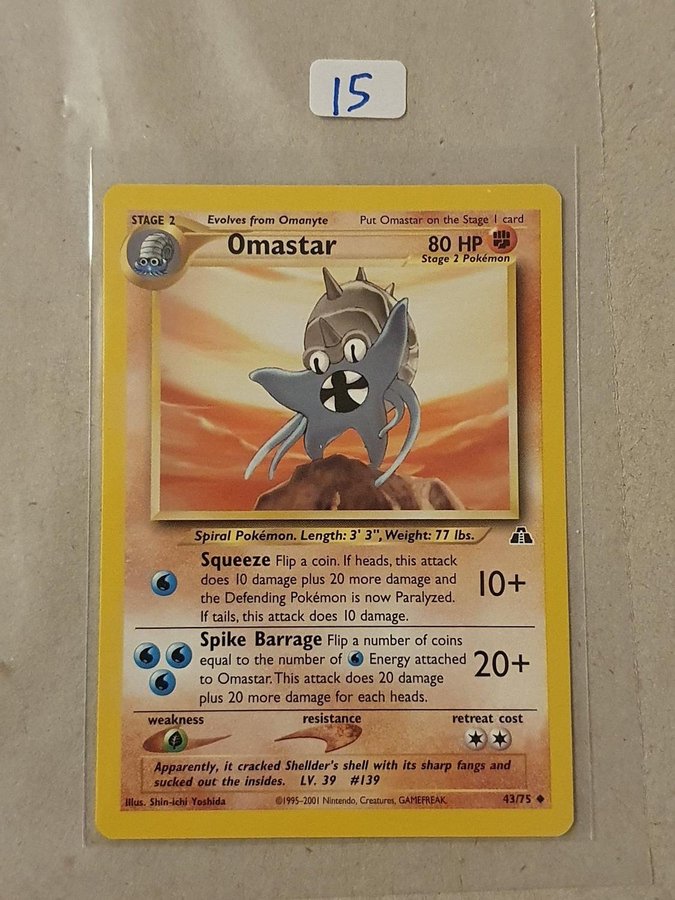 15
STAGE 2 Evolves from Omanyte Put Omastar on the Stage 1 card
Omastar 80 HP
Stage 2 Pokémon
Spiral Pokémon. Length: 3' 3", Weight: 77 lbs.
Squeeze Flip a coin. If heads, this attack
does 10 damage plus 20 more damage and
the Defending Pokémon is now Paralyzed.
If tails, this attack does 10 damage.
10+
Spike Barrage Flip a number of coins
equal to the number of Energy attached
to Omastar. This attack does 20 damage
plus 20 more damage for each heads.
20+
weakness resistance retreat cost
Apparently, it cracked Shellder's shell with its sharp fangs and
sucked out the insides. LV. 39 #139
Illus. Shin-ichi Yoshida ©1995-2001 Nintendo, Creatures, GAMEFREAK. 43/75